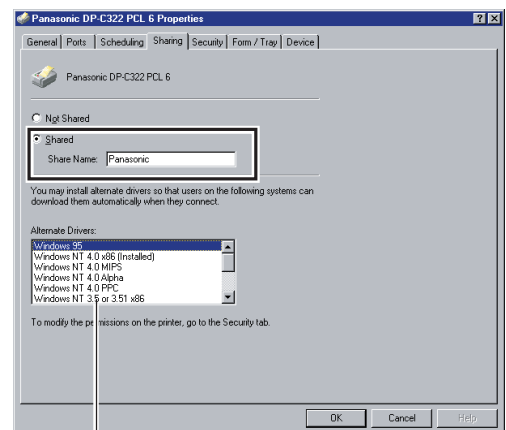 Panasonic DP-C322 PCL 6 Properties
General Ports Scheduling Sharing Security Form / Tray Device
Panasonic DP-C322 PCL 6
Not Shared
Shared
Share Name: Panasonic
You may install alternate drivers so that users on the following systems can
download them automatically when they connect.
Alternate Drivers:
Windows 95
Windows NT 4.0 x86 (Installed)
Windows NT 4.0 MIPS
Windows NT 4.0 Alpha
Windows NT 4.0 PPC
Windows NT 3.5 or 3.51 x86
To modify the permissions on the printer, go to the Security tab.
OK Cancel Help